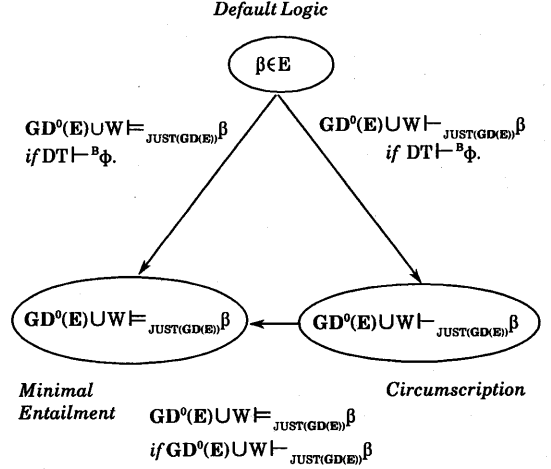 Default Logic
β∈E
GD⁰(E)∪W⊨JUST(GD(E))β
if DT⊢ᴮΦ.
GD⁰(E)∪W⊢JUST(GD(E))β
if DT⊢ᴮΦ.
GD⁰(E)∪W⊨JUST(GD(E))β
GD⁰(E)∪W⊢JUST(GD(E))β
Minimal
Entailment
Circumscription
GD⁰(E)∪W⊨JUST(GD(E))β
if GD⁰(E)∪W⊢JUST(GD(E))β